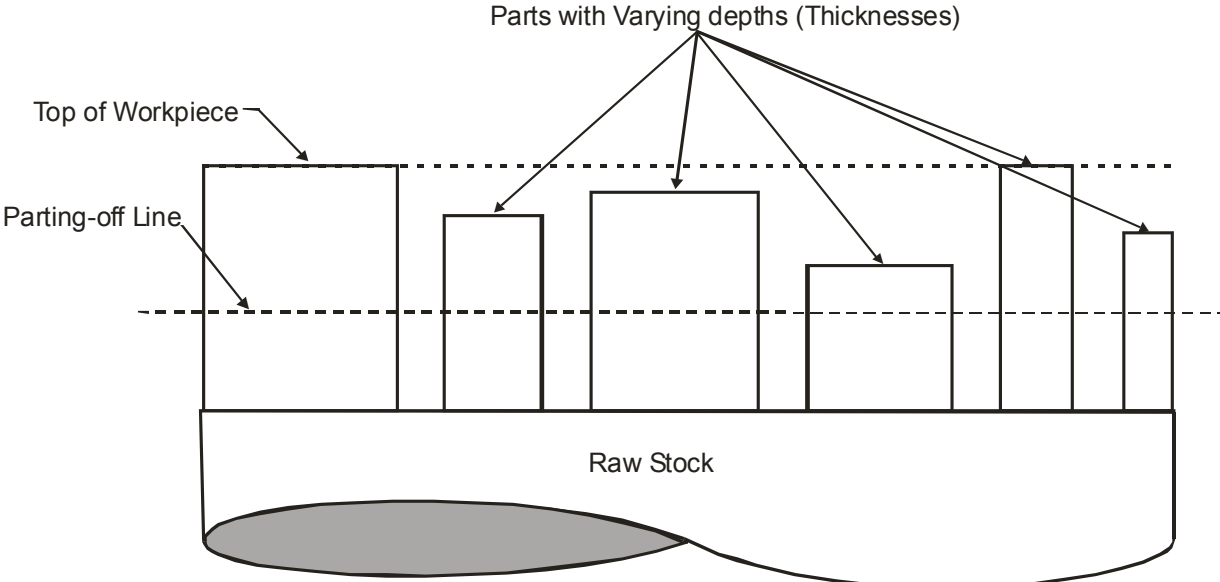 Parts with Varying depths (Thicknesses)
Top of Workpiece
Parting-off Line
Raw Stock